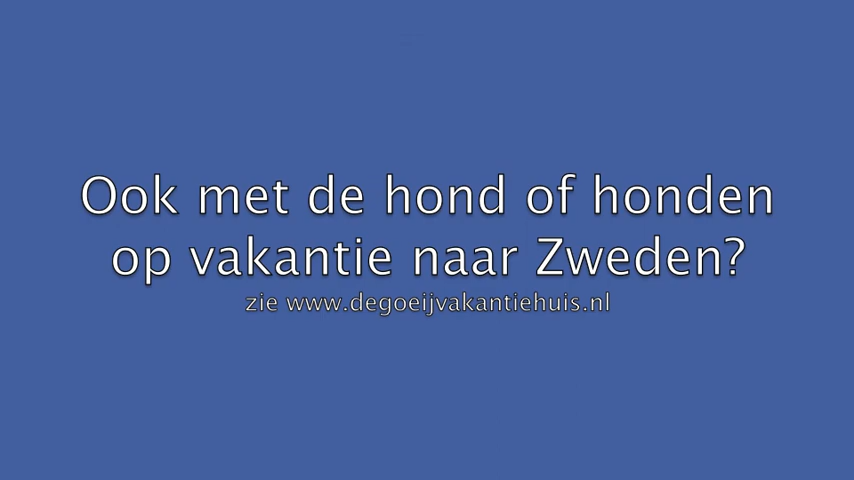 Ook met de hond of honden
op vakantie naar Zweden?
zie www.degoeijvakantiehuis.nl